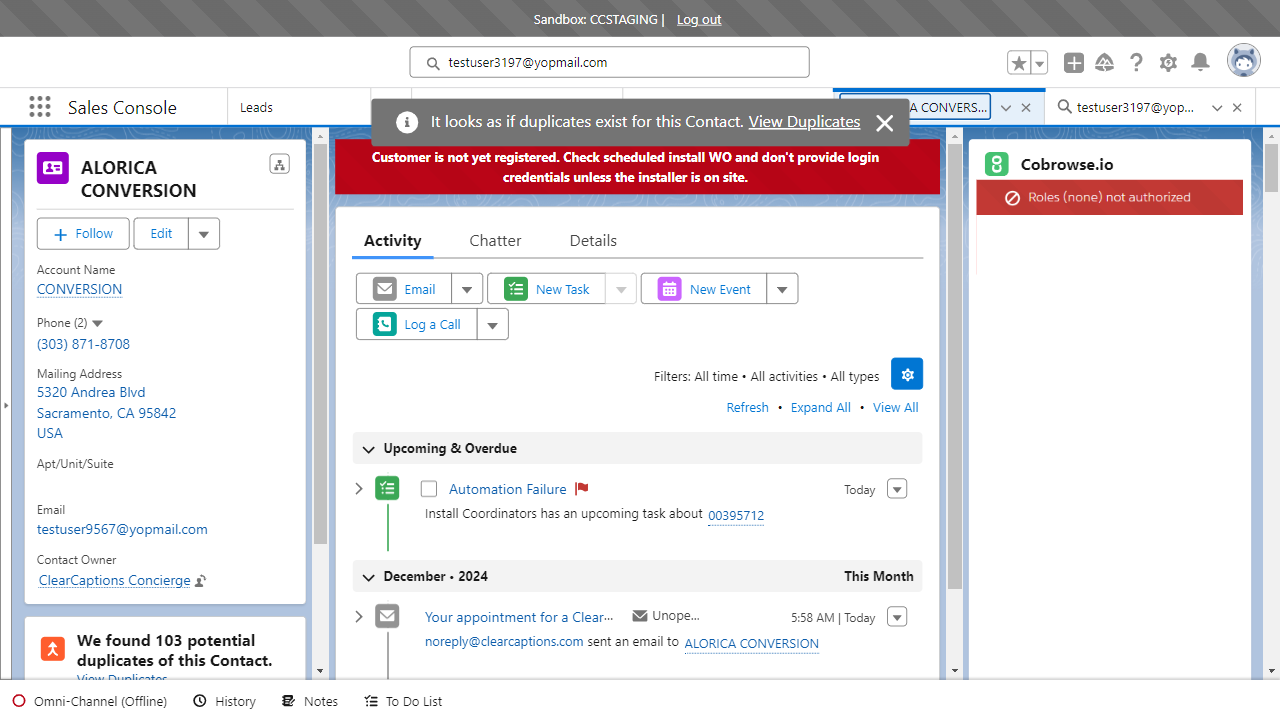 Sandbox: CCSTAGING | Log out
testuser3197@yopmail.com
Sales Console
Leads
A CONVERS...
testuser3197@yop...
It looks as if duplicates exist for this Contact. View Duplicates
ALORICA
CONVERSION
Follow
Edit
Account Name
CONVERSION
Phone (2)
(303) 871-8708
Mailing Address
5320 Andrea Blvd
Sacramento, CA 95842
USA
Apt/Unit/Suite
Email
testuser9567@yopmail.com
Contact Owner
ClearCaptions Concierge
We found 103 potential
duplicates of this Contact.
View Duplicates
Customer is not yet registered. Check scheduled install WO and don't provide login
credentials unless the installer is on site.
Activity
Chatter
Details
Email
New Task
New Event
Log a Call
Filters: All time • All activities • All types
Refresh • Expand All • View All
Upcoming & Overdue
Automation Failure
Today
Install Coordinators has an upcoming task about 00395712
December • 2024
This Month
Your appointment for a Clear...
Unope...
5:58 AM | Today
noreply@clearcaptions.com sent an email to ALORICA CONVERSION
Cobrowse.io
Roles (none) not authorized
Omni-Channel (Offline)
History
Notes
To Do List